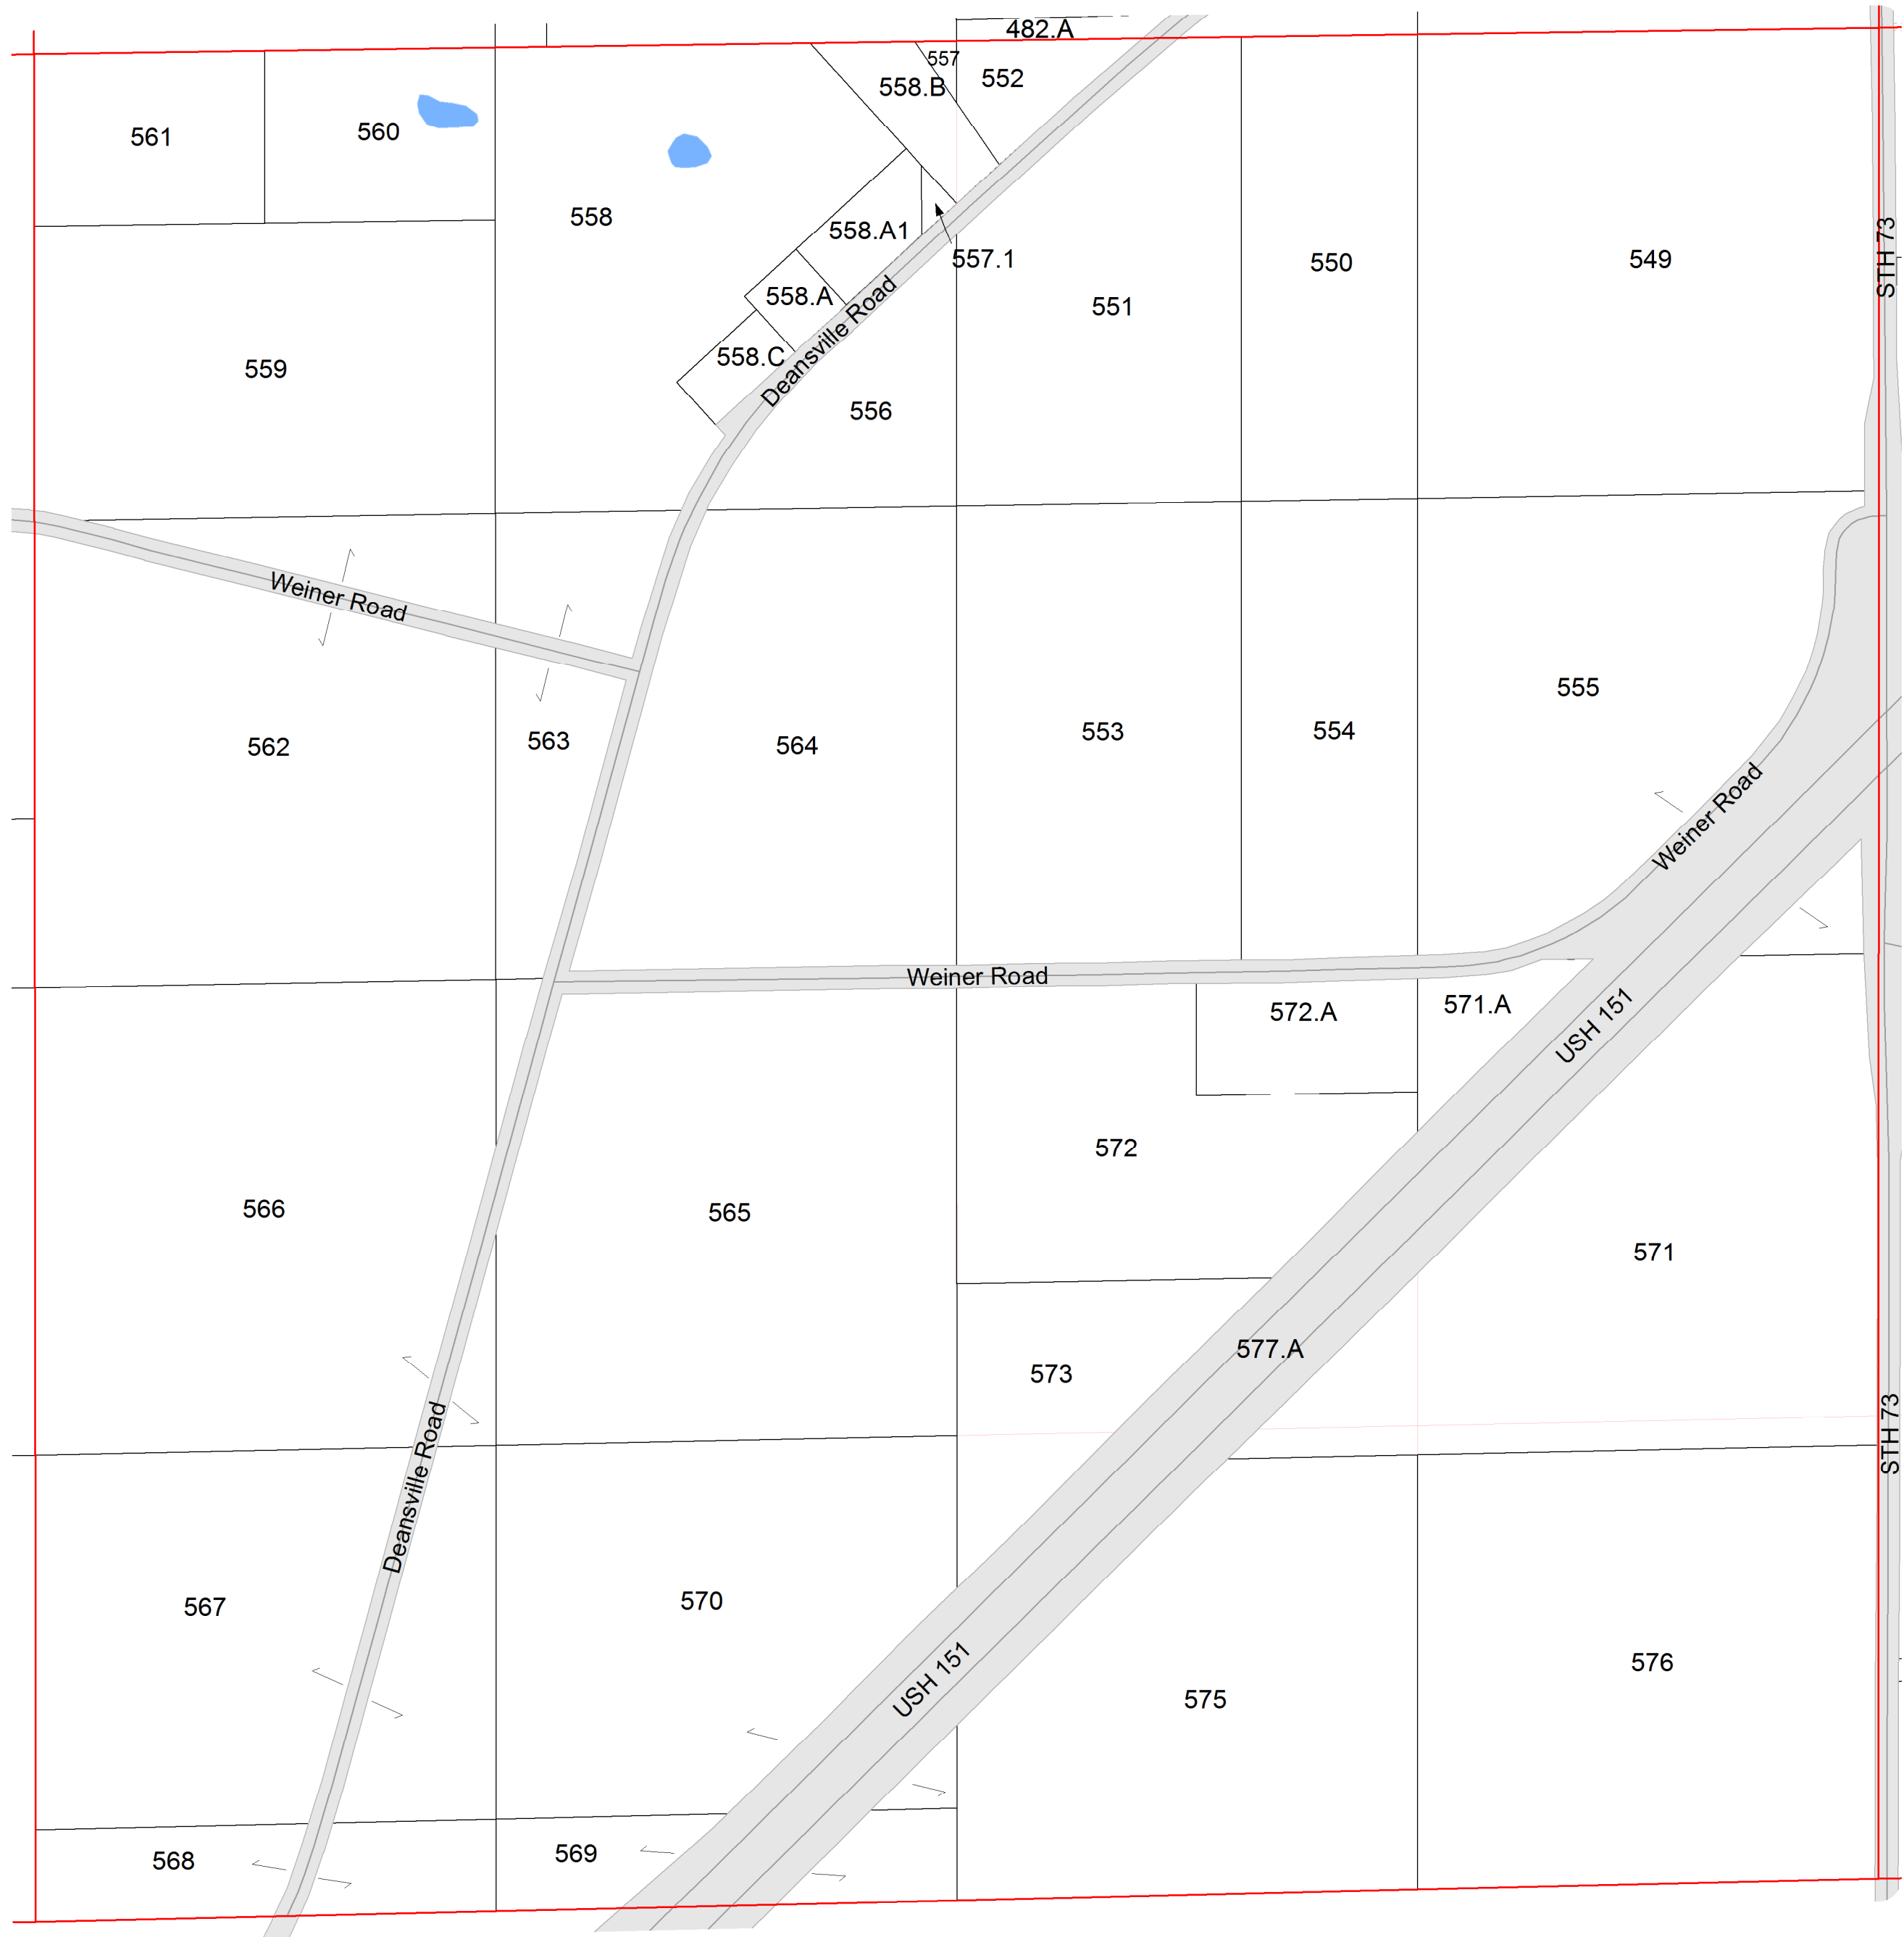 482.A
557
552
558.B
561
560
558
558.A1
557.1
STH 73
550
549
558.A
551
Deansville Road
558.C
559
556
Weiner Road
555
562
563
564
553
554
Weiner Road
Weiner Road
572.A
571.A
USH 151
572
566
565
571
577.A
573
STH 73
Deansville Road
567
570
USH 151
576
575
568
569